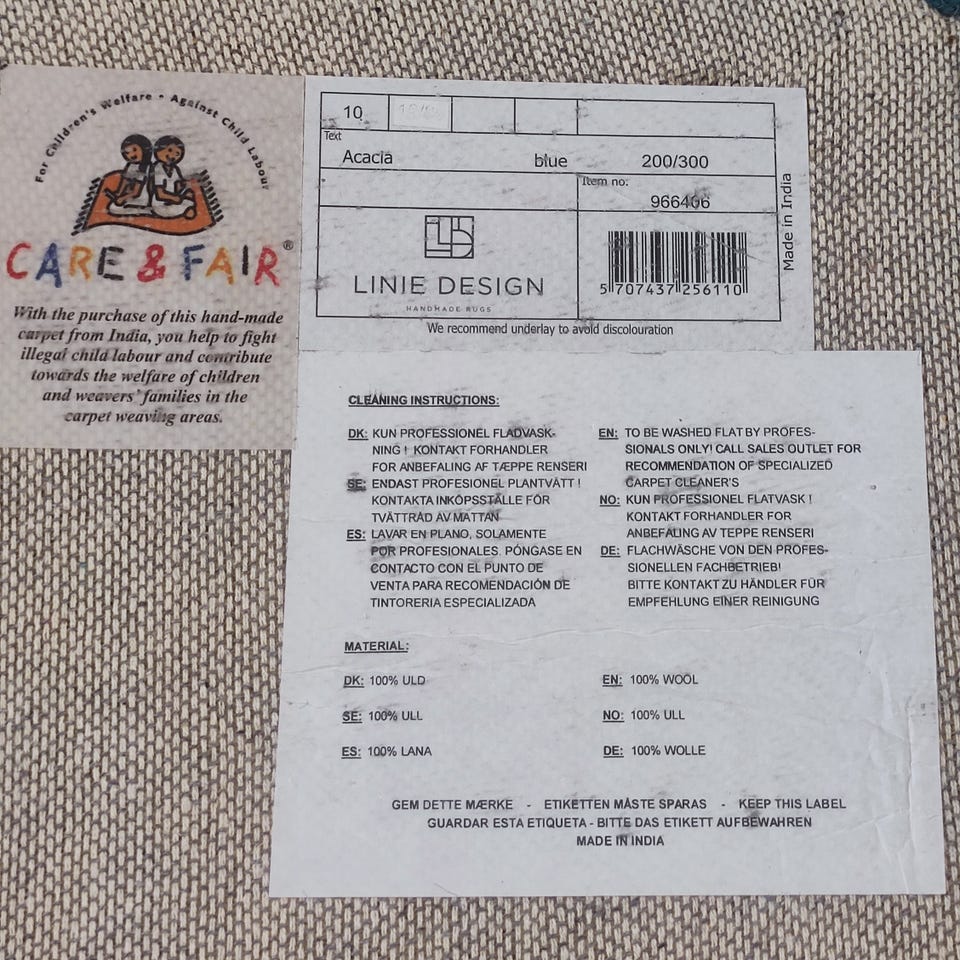 For Children's Welfare • Against Child Labour
CARE & FAIR®
With the purchase of this hand-made
carpet from India, you help to fight
illegal child labour and contribute
towards the welfare of children
and weavers' families in the
carpet weaving areas.
10
Text
Acacia blue 200/300
Item no:
966406
LINIE DESIGN
HANDMADE RUGS
5 707437 256110
Made in India
We recommend underlay to avoid discolouration
CLEANING INSTRUCTIONS:
DK: KUN PROFESSIONEL FLADVASK-
NING ! KONTAKT FORHANDLER
FOR ANBEFALING AF TÆPPE RENSERI
SE: ENDAST PROFESIONEL PLANTVÄTT !
KONTAKTA INKÖPSSTÄLLE FÖR
TVÄTTRÅD AV MATTAN
ES: LAVAR EN PLANO, SOLAMENTE
POR PROFESIONALES. PÓNGASE EN
CONTACTO CON EL PUNTO DE
VENTA PARA RECOMENDACIÓN DE
TINTORERIA ESPECIALIZADA
EN: TO BE WASHED FLAT BY PROFES-
SIONALS ONLY! CALL SALES OUTLET FOR
RECOMMENDATION OF SPECIALIZED
CARPET CLEANER'S
NO: KUN PROFESSIONEL FLATVASK !
KONTAKT FORHANDLER FOR
ANBEFALING AV TEPPE RENSERI
DE: FLACHWÄSCHE VON DEN PROFES-
SIONELLEN FACHBETRIEB!
BITTE KONTAKT ZU HÄNDLER FÜR
EMPFEHLUNG EINER REINIGUNG
MATERIAL:
DK: 100% ULD
SE: 100% ULL
ES: 100% LANA
EN: 100% WOOL
NO: 100% ULL
DE: 100% WOLLE
GEM DETTE MÆRKE - ETIKETTEN MÅSTE SPARAS - KEEP THIS LABEL
GUARDAR ESTA ETIQUETA - BITTE DAS ETIKETT AUFBEWAHREN
MADE IN INDIA